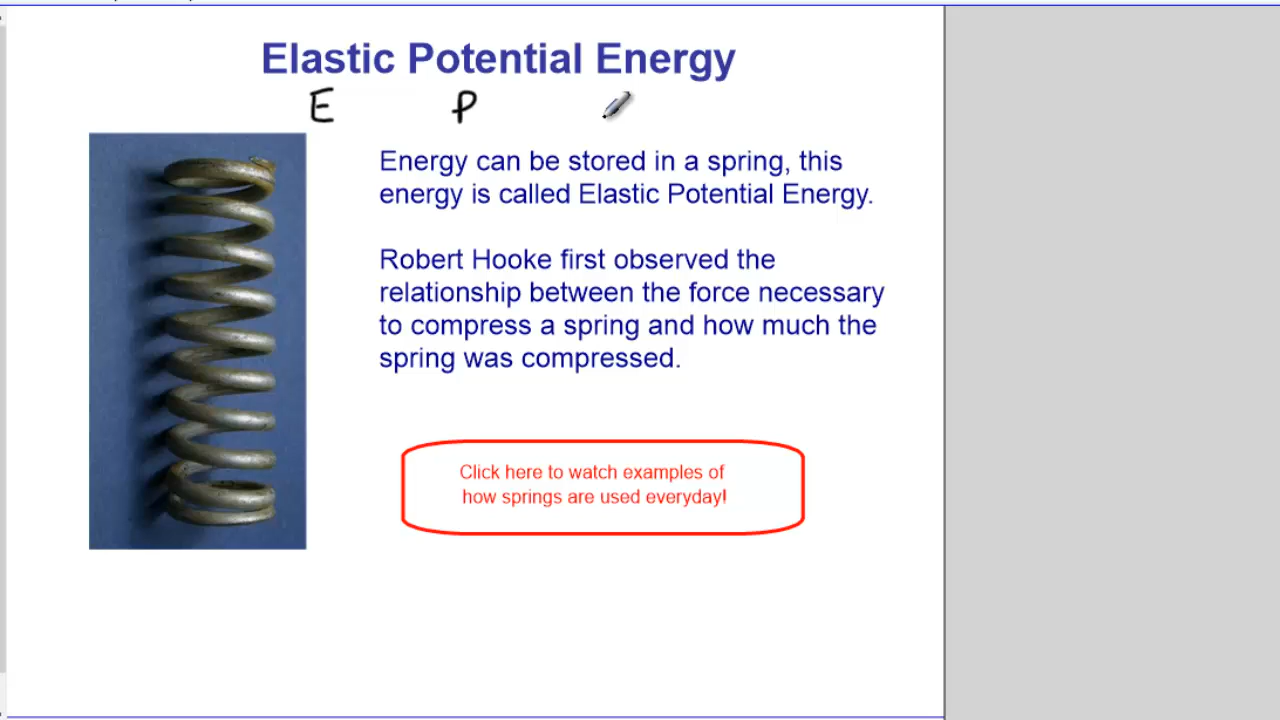 Elastic Potential Energy
E P
Energy can be stored in a spring, this
energy is called Elastic Potential Energy.
Robert Hooke first observed the
relationship between the force necessary
to compress a spring and how much the
spring was compressed.
Click here to watch examples of
how springs are used everyday!